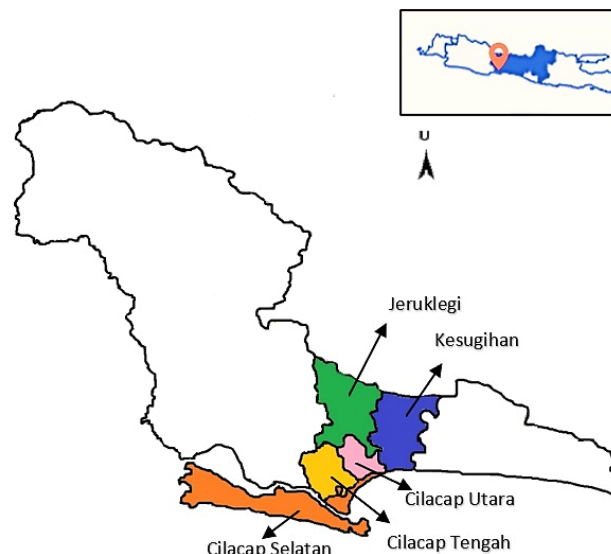 U
Jeruklegi
Kesugihan
Cilacap Utara
Cilacap Tengah
Cilacap Selatan